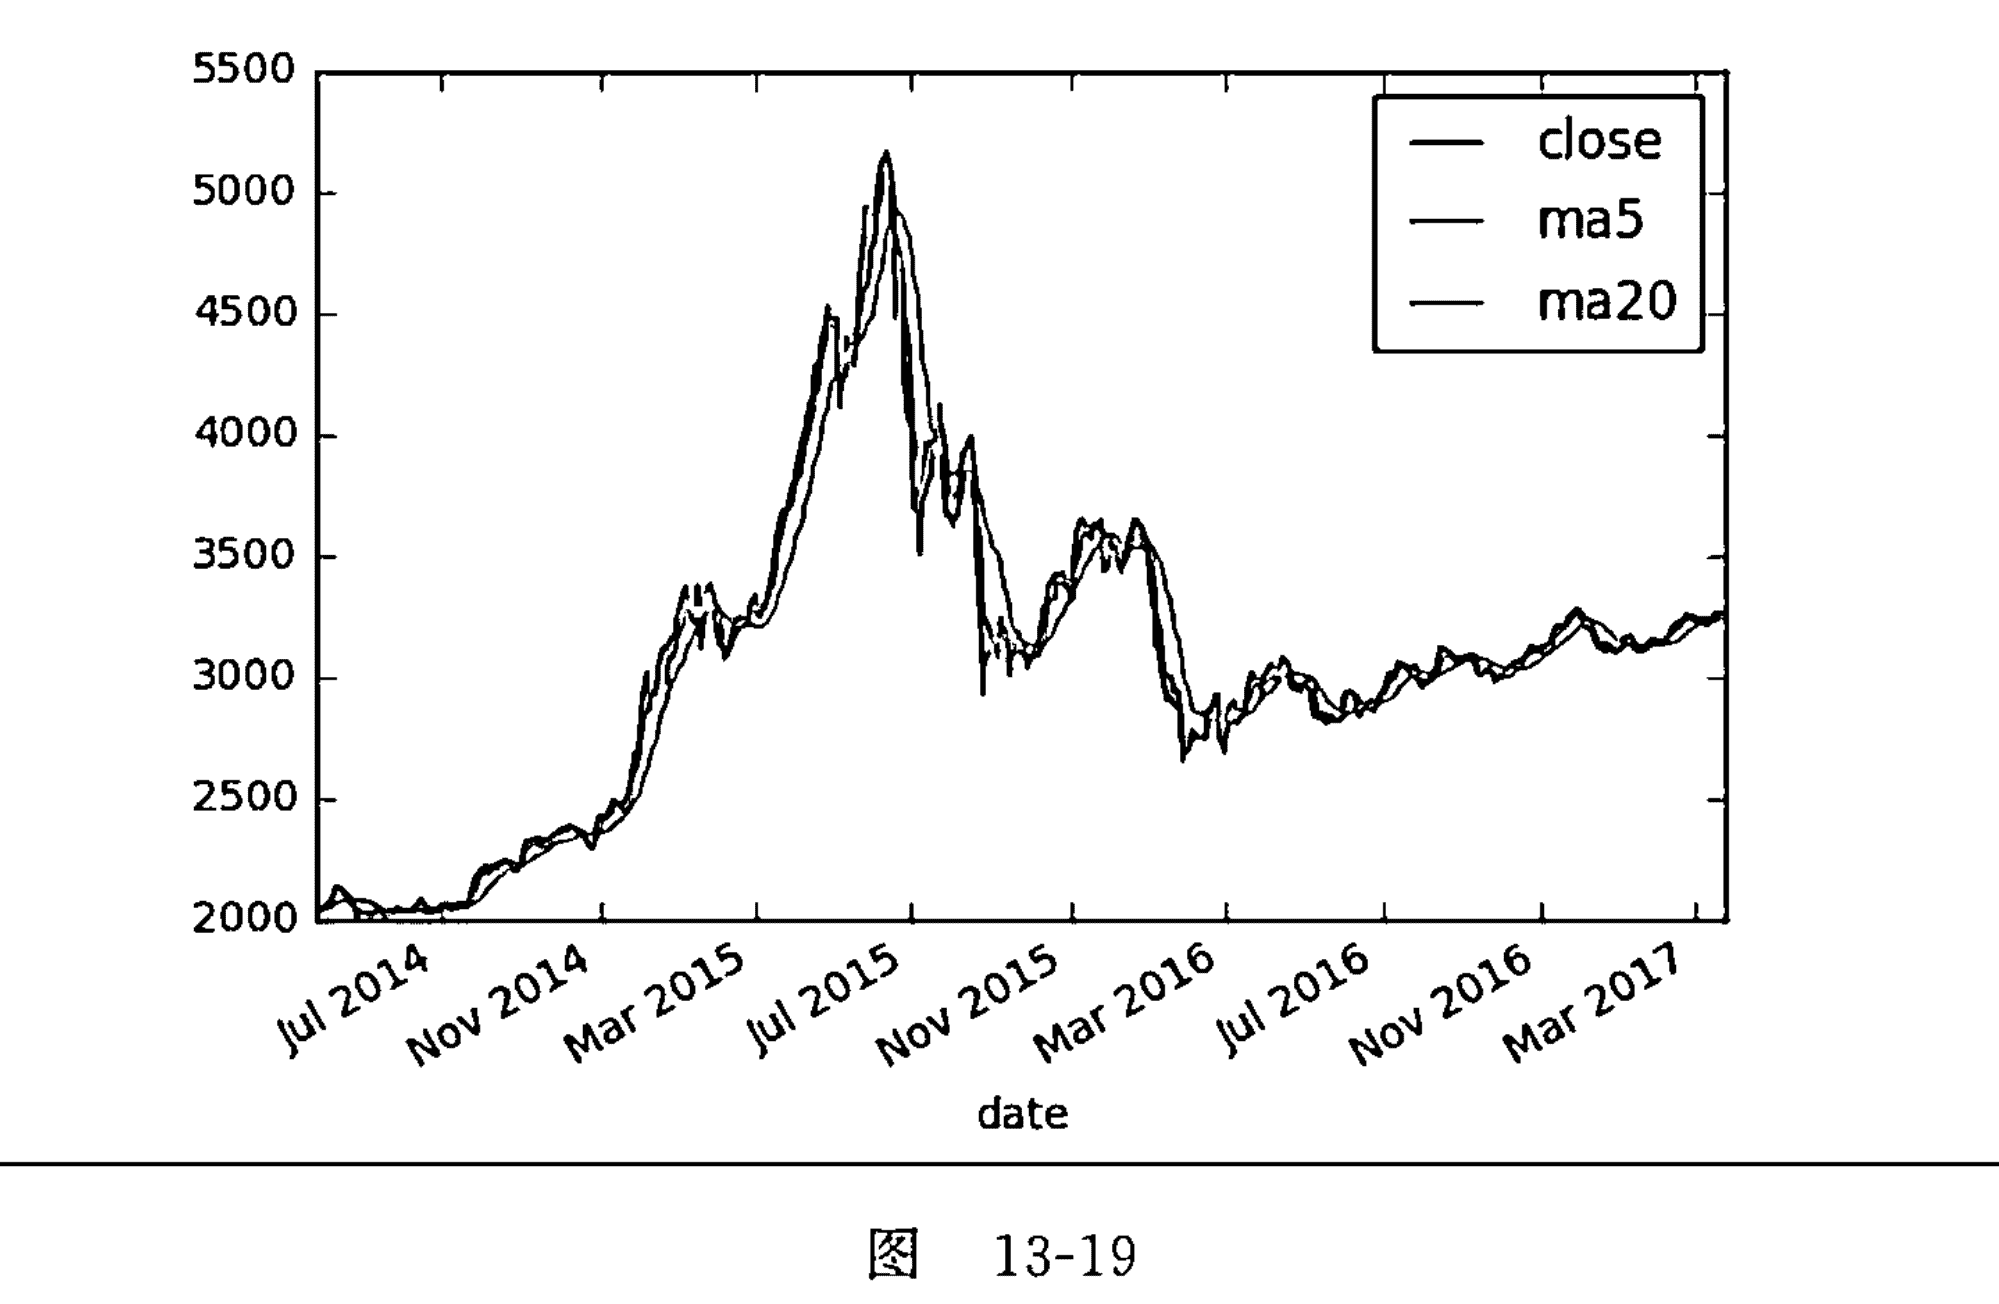 5500
5000
4500
4000
3500
3000
2500
2000
close
ma5
ma20
Jul 2014
Nov 2014
Mar 2015
Jul 2015
Nov 2015
Mar 2016
Jul 2016
Nov 2016
Mar 2017
date
图 13-19